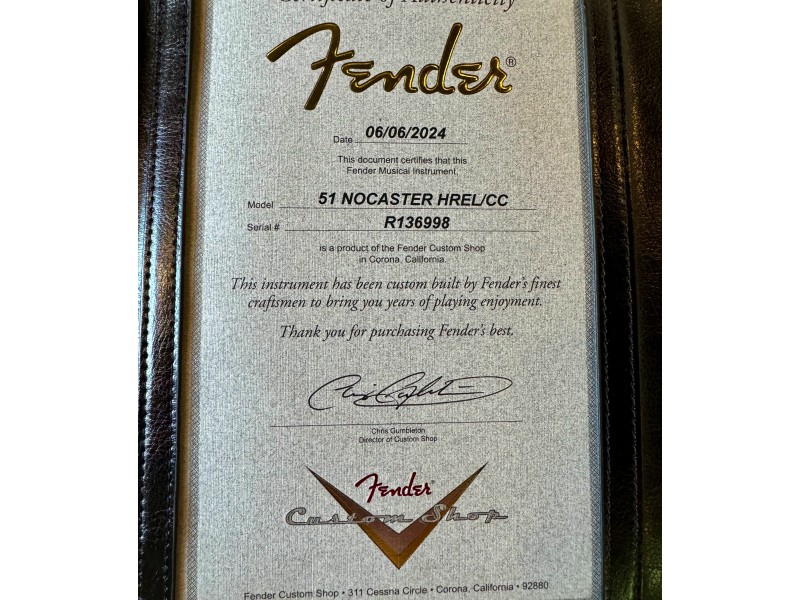 Certificate of Authenticity
Fender®
Date 06/06/2024
This document certifies that this
Fender Musical Instrument,
Model 51 NOCASTER HREL/CC
Serial # R136998
is a product of the Fender Custom Shop
in Corona, California.
This instrument has been custom built by Fender's finest
craftsmen to bring you years of playing enjoyment.
Thank you for purchasing Fender's best.
Chris Gumbleton
Director of Custom Shop
Fender
Custom Shop
Fender Custom Shop • 311 Cessna Circle • Corona, California • 92880